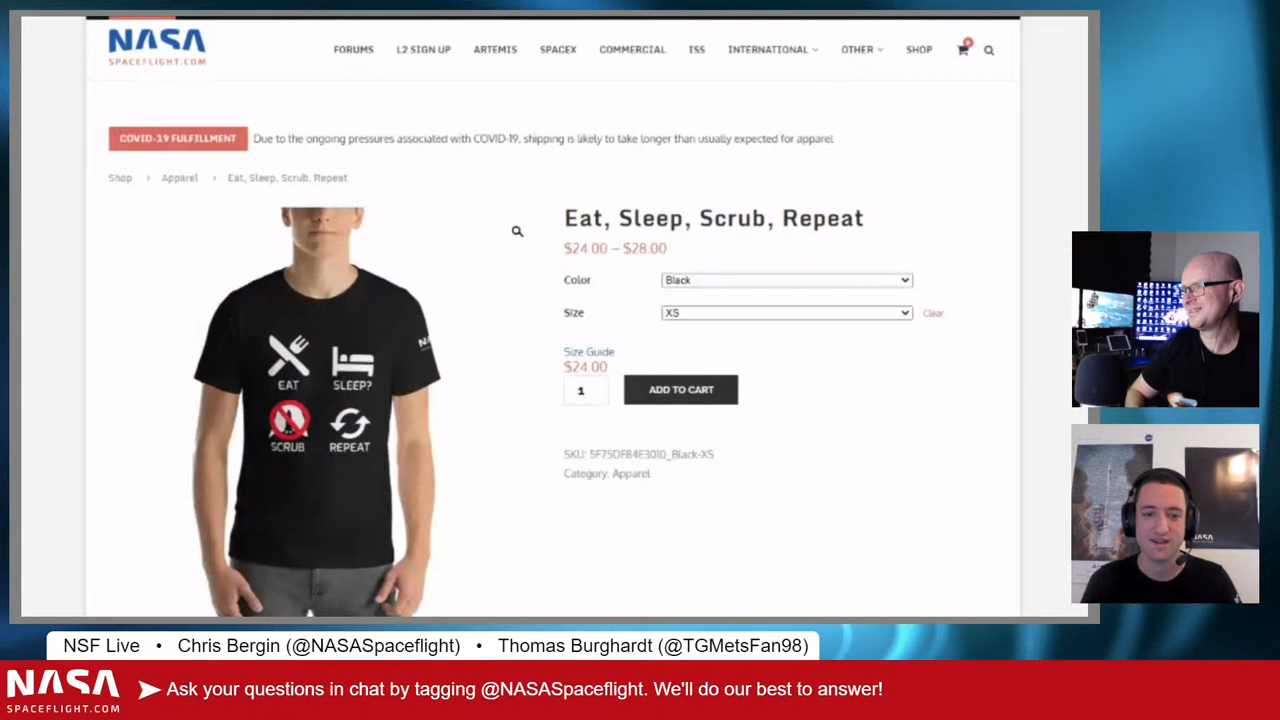 NASA
SPACEFLIGHT.COM
FORUMS L2 SIGN UP ARTEMIS SPACEX COMMERCIAL ISS INTERNATIONAL OTHER SHOP
COVID-19 FULFILLMENT Due to the ongoing pressures associated with COVID-19, shipping is likely to take longer than usually expected for apparel
Shop > Apparel > Eat, Sleep, Scrub, Repeat
Eat, Sleep, Scrub, Repeat
$24.00 – $28.00
Color Black
Size XS Clear
Size Guide
$24.00
1 ADD TO CART
SKU: 5F75DF84E3010_Black-XS
Category: Apparel
EAT SLEEP?
SCRUB REPEAT
NSF Live • Chris Bergin (@NASASpaceflight) • Thomas Burghardt (@TGMetsFan98)
NASA
SPACEFLIGHT.COM
Ask your questions in chat by tagging @NASASpaceflight. We'll do our best to answer!